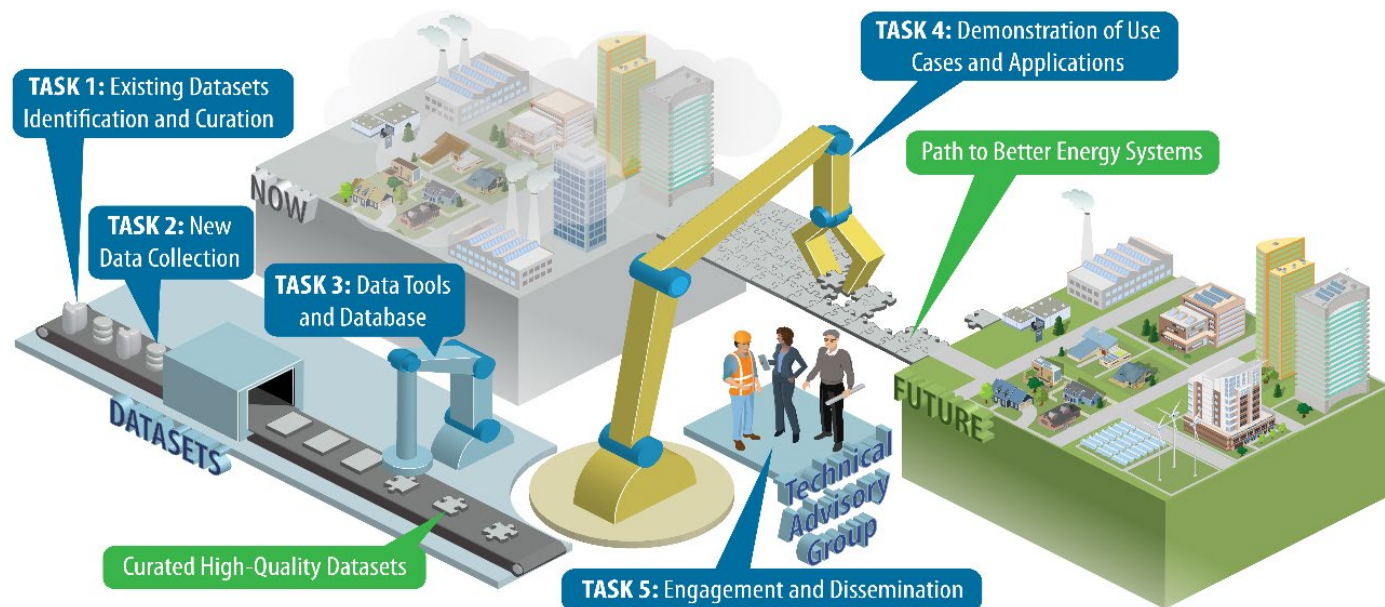 TASK 1: Existing Datasets
Identification and Curation
TASK 2: New
Data Collection
TASK 3: Data Tools
and Database
TASK 4: Demonstration of Use
Cases and Applications
Path to Better Energy Systems
NOW
FUTURE
DATASETS
Technical
Advisory
Group
Curated High-Quality Datasets
TASK 5: Engagement and Dissemination